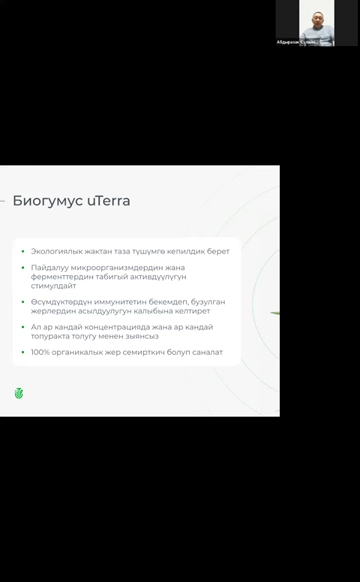 Абдыразак
Биогумус uTerra
• Экологиялык жактан таза түшүмгө кепилдик берет
• Пайдалуу микроорганизмдердин жана
ферменттердин табигый активдүүлүгүн
стимулдайт
• Өсүмдүктөрдүн иммунитетин бекемдеп, бузулган
жерлердин асылдуулугун калыбына келтирет
• Ал ар кандай концентрацияда жана ар кандай
топуракта толугу менен зыянсыз
• 100% органикалык жер семирткич болуп саналат